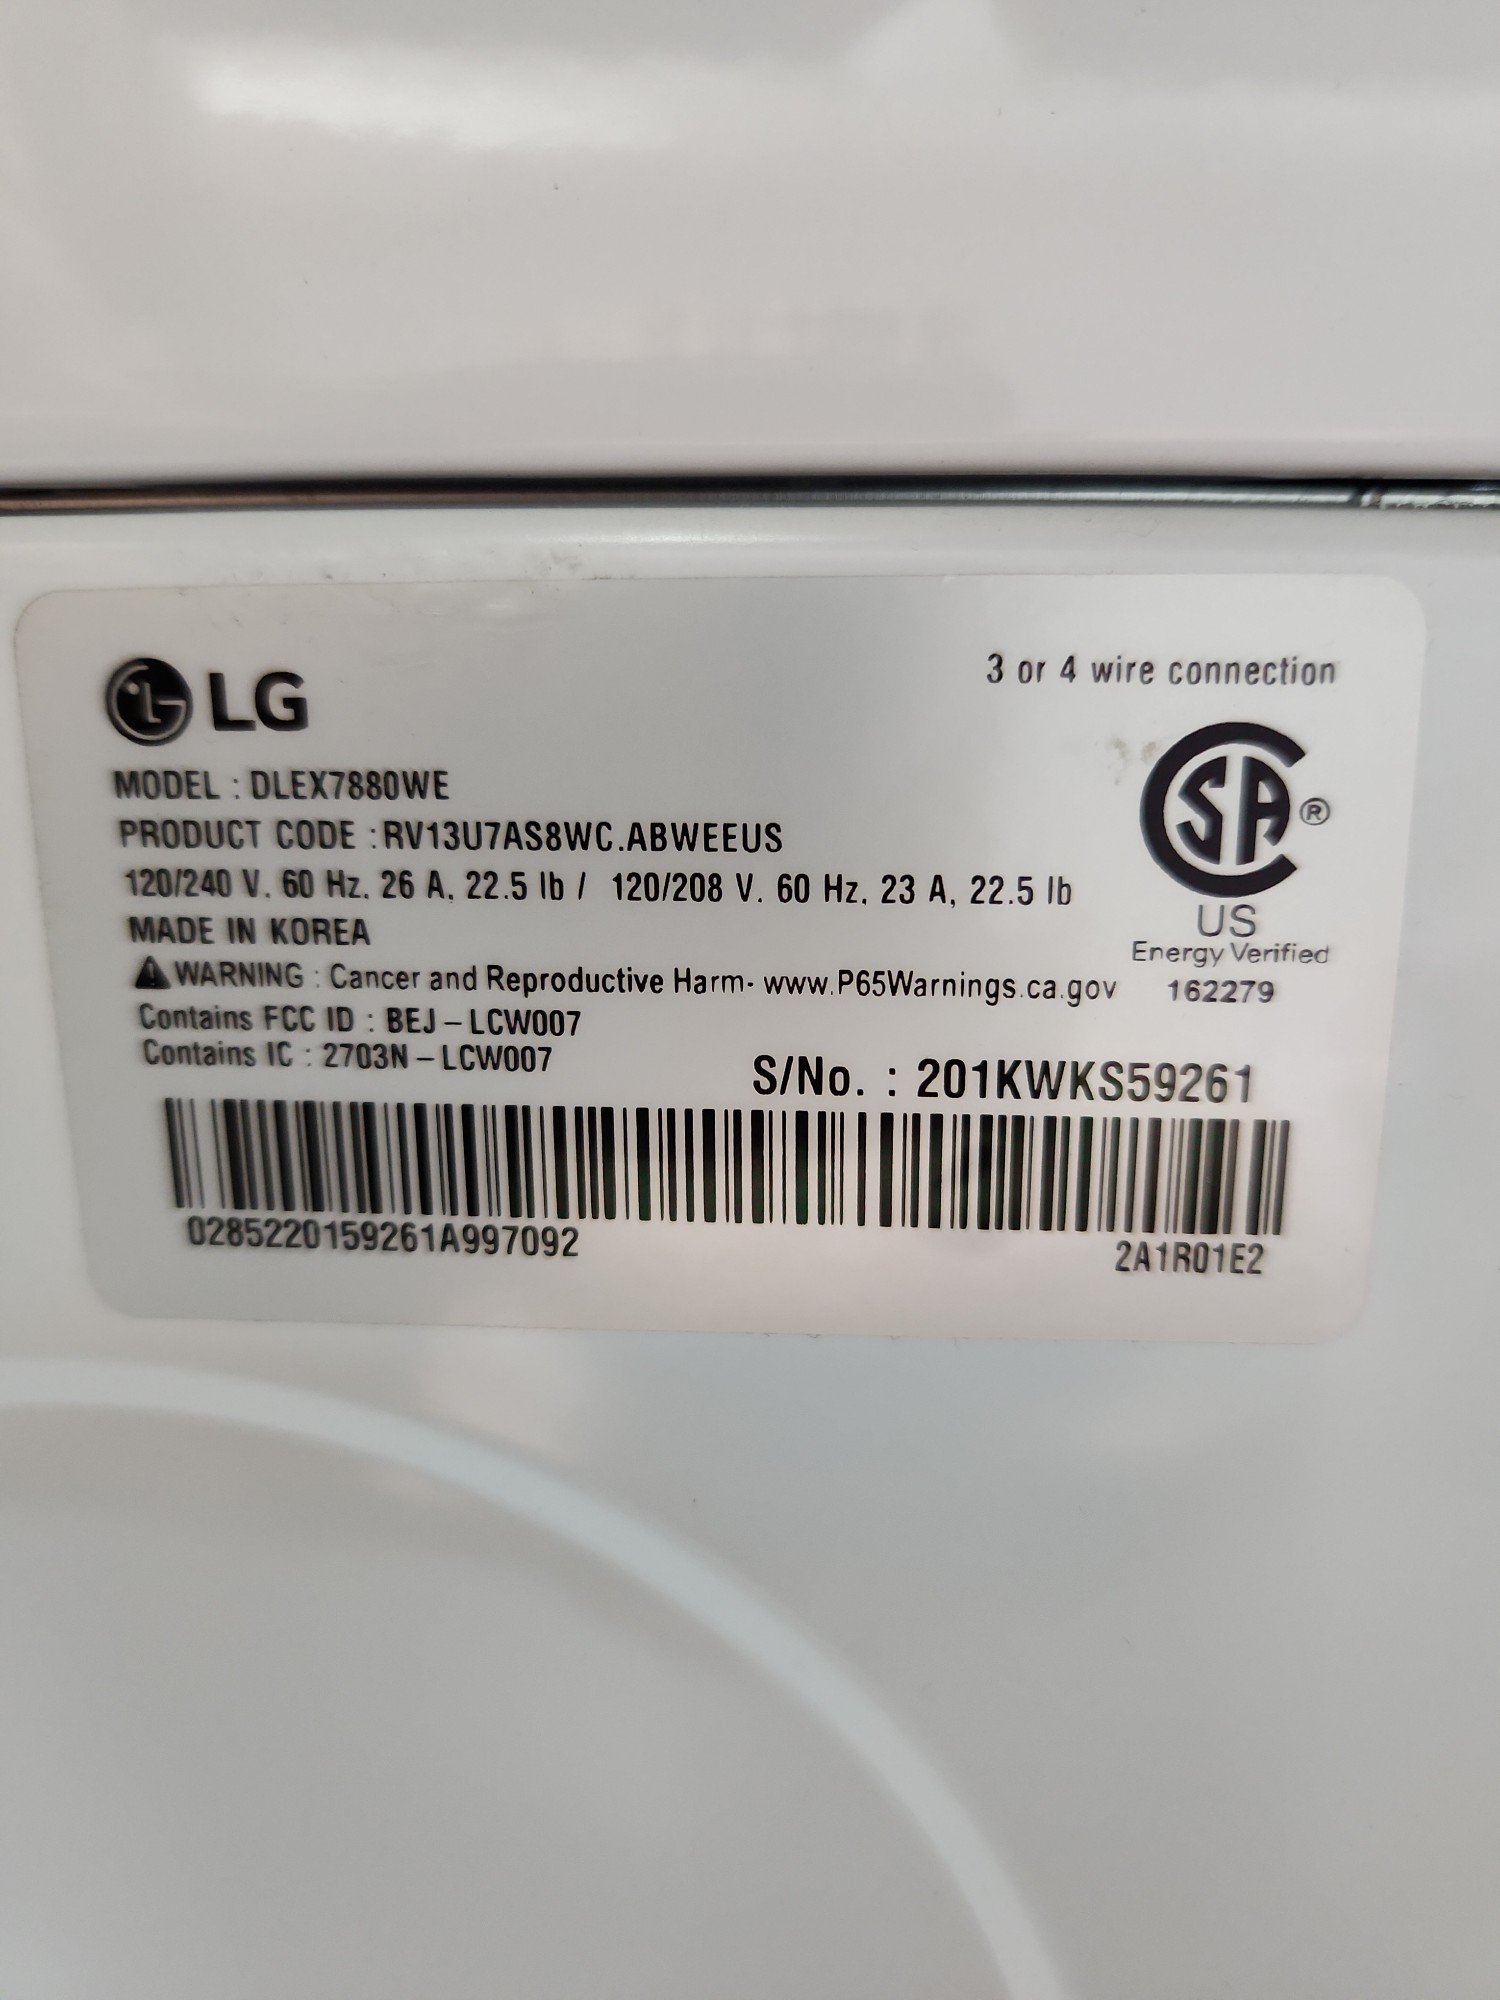 LG
3 or 4 wire connection
MODEL : DLEX7880WE
PRODUCT CODE : RV13U7AS8WC.ABWEEUS
120/240 V. 60 Hz. 26 A. 22.5 lb / 120/208 V. 60 Hz. 23 A, 22.5 lb
MADE IN KOREA
WARNING : Cancer and Reproductive Harm- www.P65Warnings.ca.gov
Contains FCC ID : BEJ – LCW007
Contains IC : 2703N – LCW007
SA ®
US
Energy Verified
162279
S/No. : 201KWKS59261
0285220159261A997092
2A1R01E2